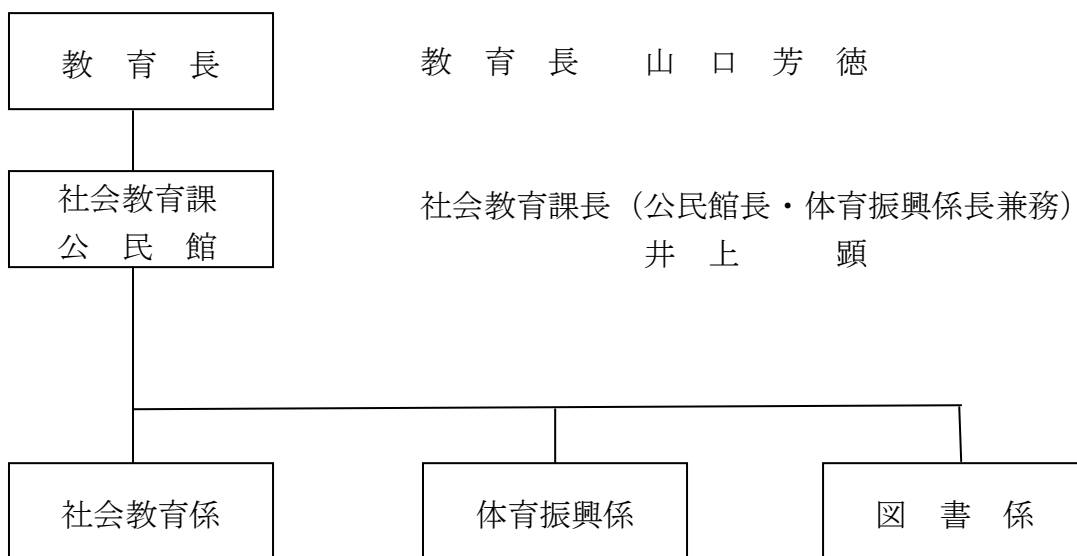 教 育 長
教 育 長 山 口 芳 徳
社会教育課
公 民 館
社会教育課長（公民館長・体育振興係長兼務）
井 上 顕
社会教育係
体育振興係
図 書 係